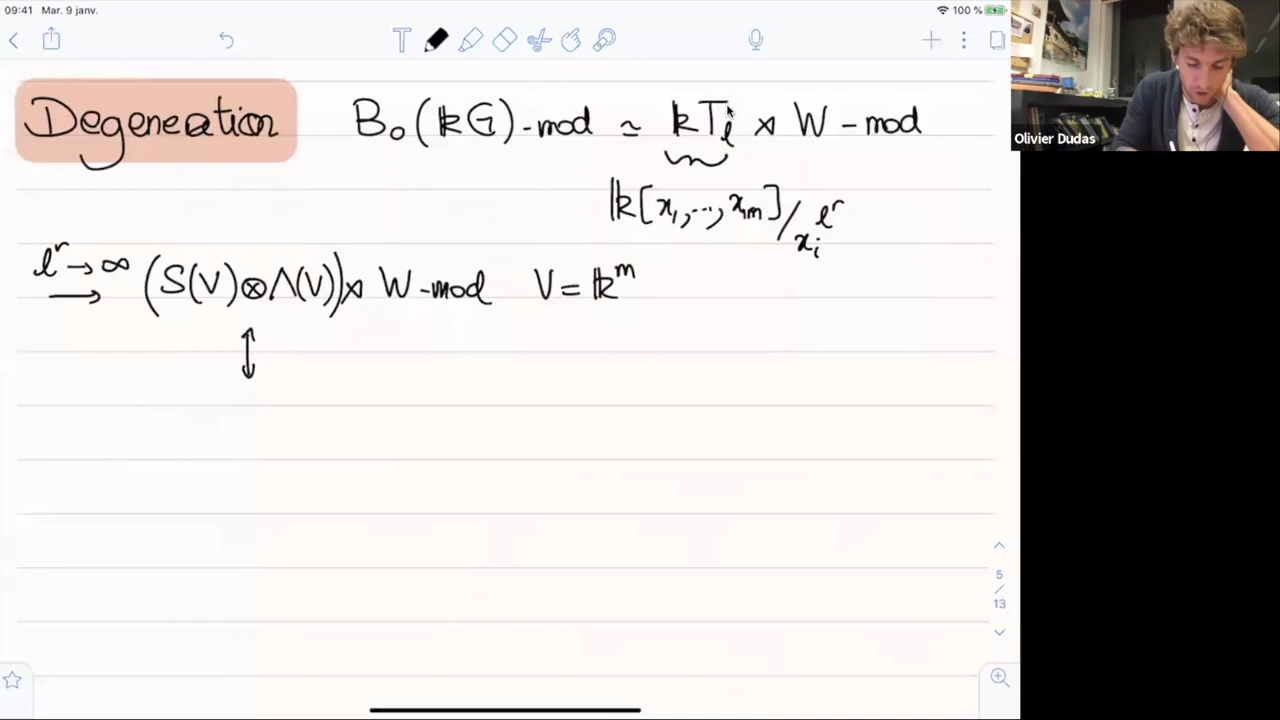 09:41 Mar. 9 janv.
100 %
Olivier Dudas
Degeneration B₀(kG)-mod ≃ kT_ℓ ⋊ W-mod
k[x₁,...,x_m]/x_i^{ℓ^r}
ℓ^r → ∞ → (S(V)⊗Λ(V))⋊ W-mod V = k^m
↕
5
/
13